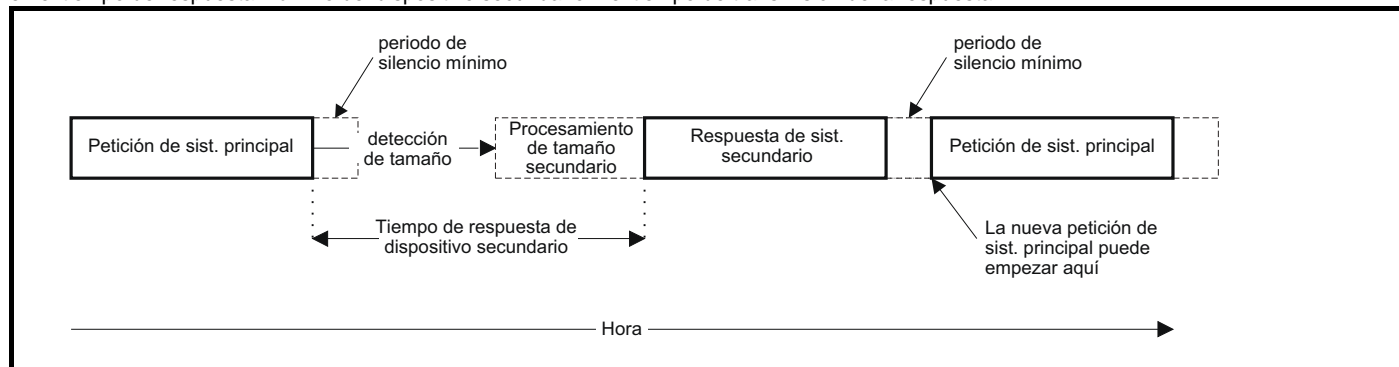 periodo de
silencio mínimo
periodo de
silencio mínimo
Petición de sist. principal
detección
de tamaño
Procesamiento
de tamaño
secundario
Respuesta de sist.
secundario
Petición de sist. principal
Tiempo de respuesta de
dispositivo secundario
La nueva petición de
sist. principal puede
empezar aquí
Hora